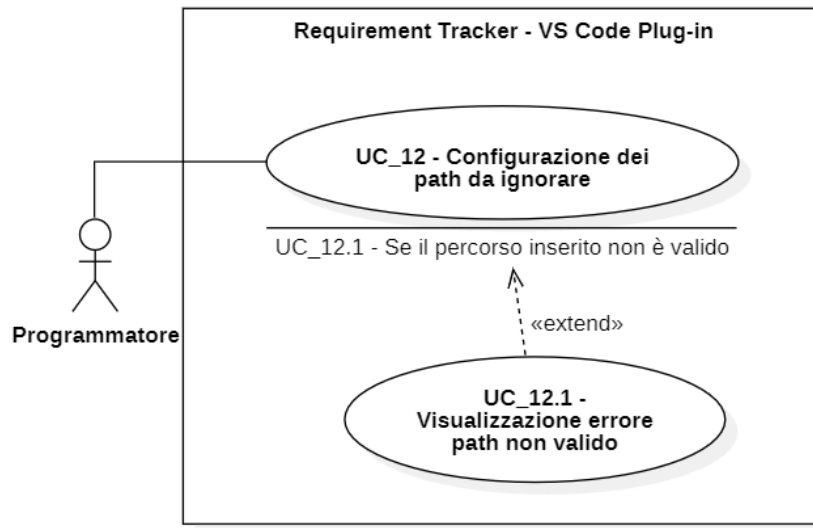 Requirement Tracker - VS Code Plug-in
UC_12 - Configurazione dei
path da ignorare
UC_12.1 - Se il percorso inserito non è valido
«extend»
Programmatore
UC_12.1 -
Visualizzazione errore
path non valido